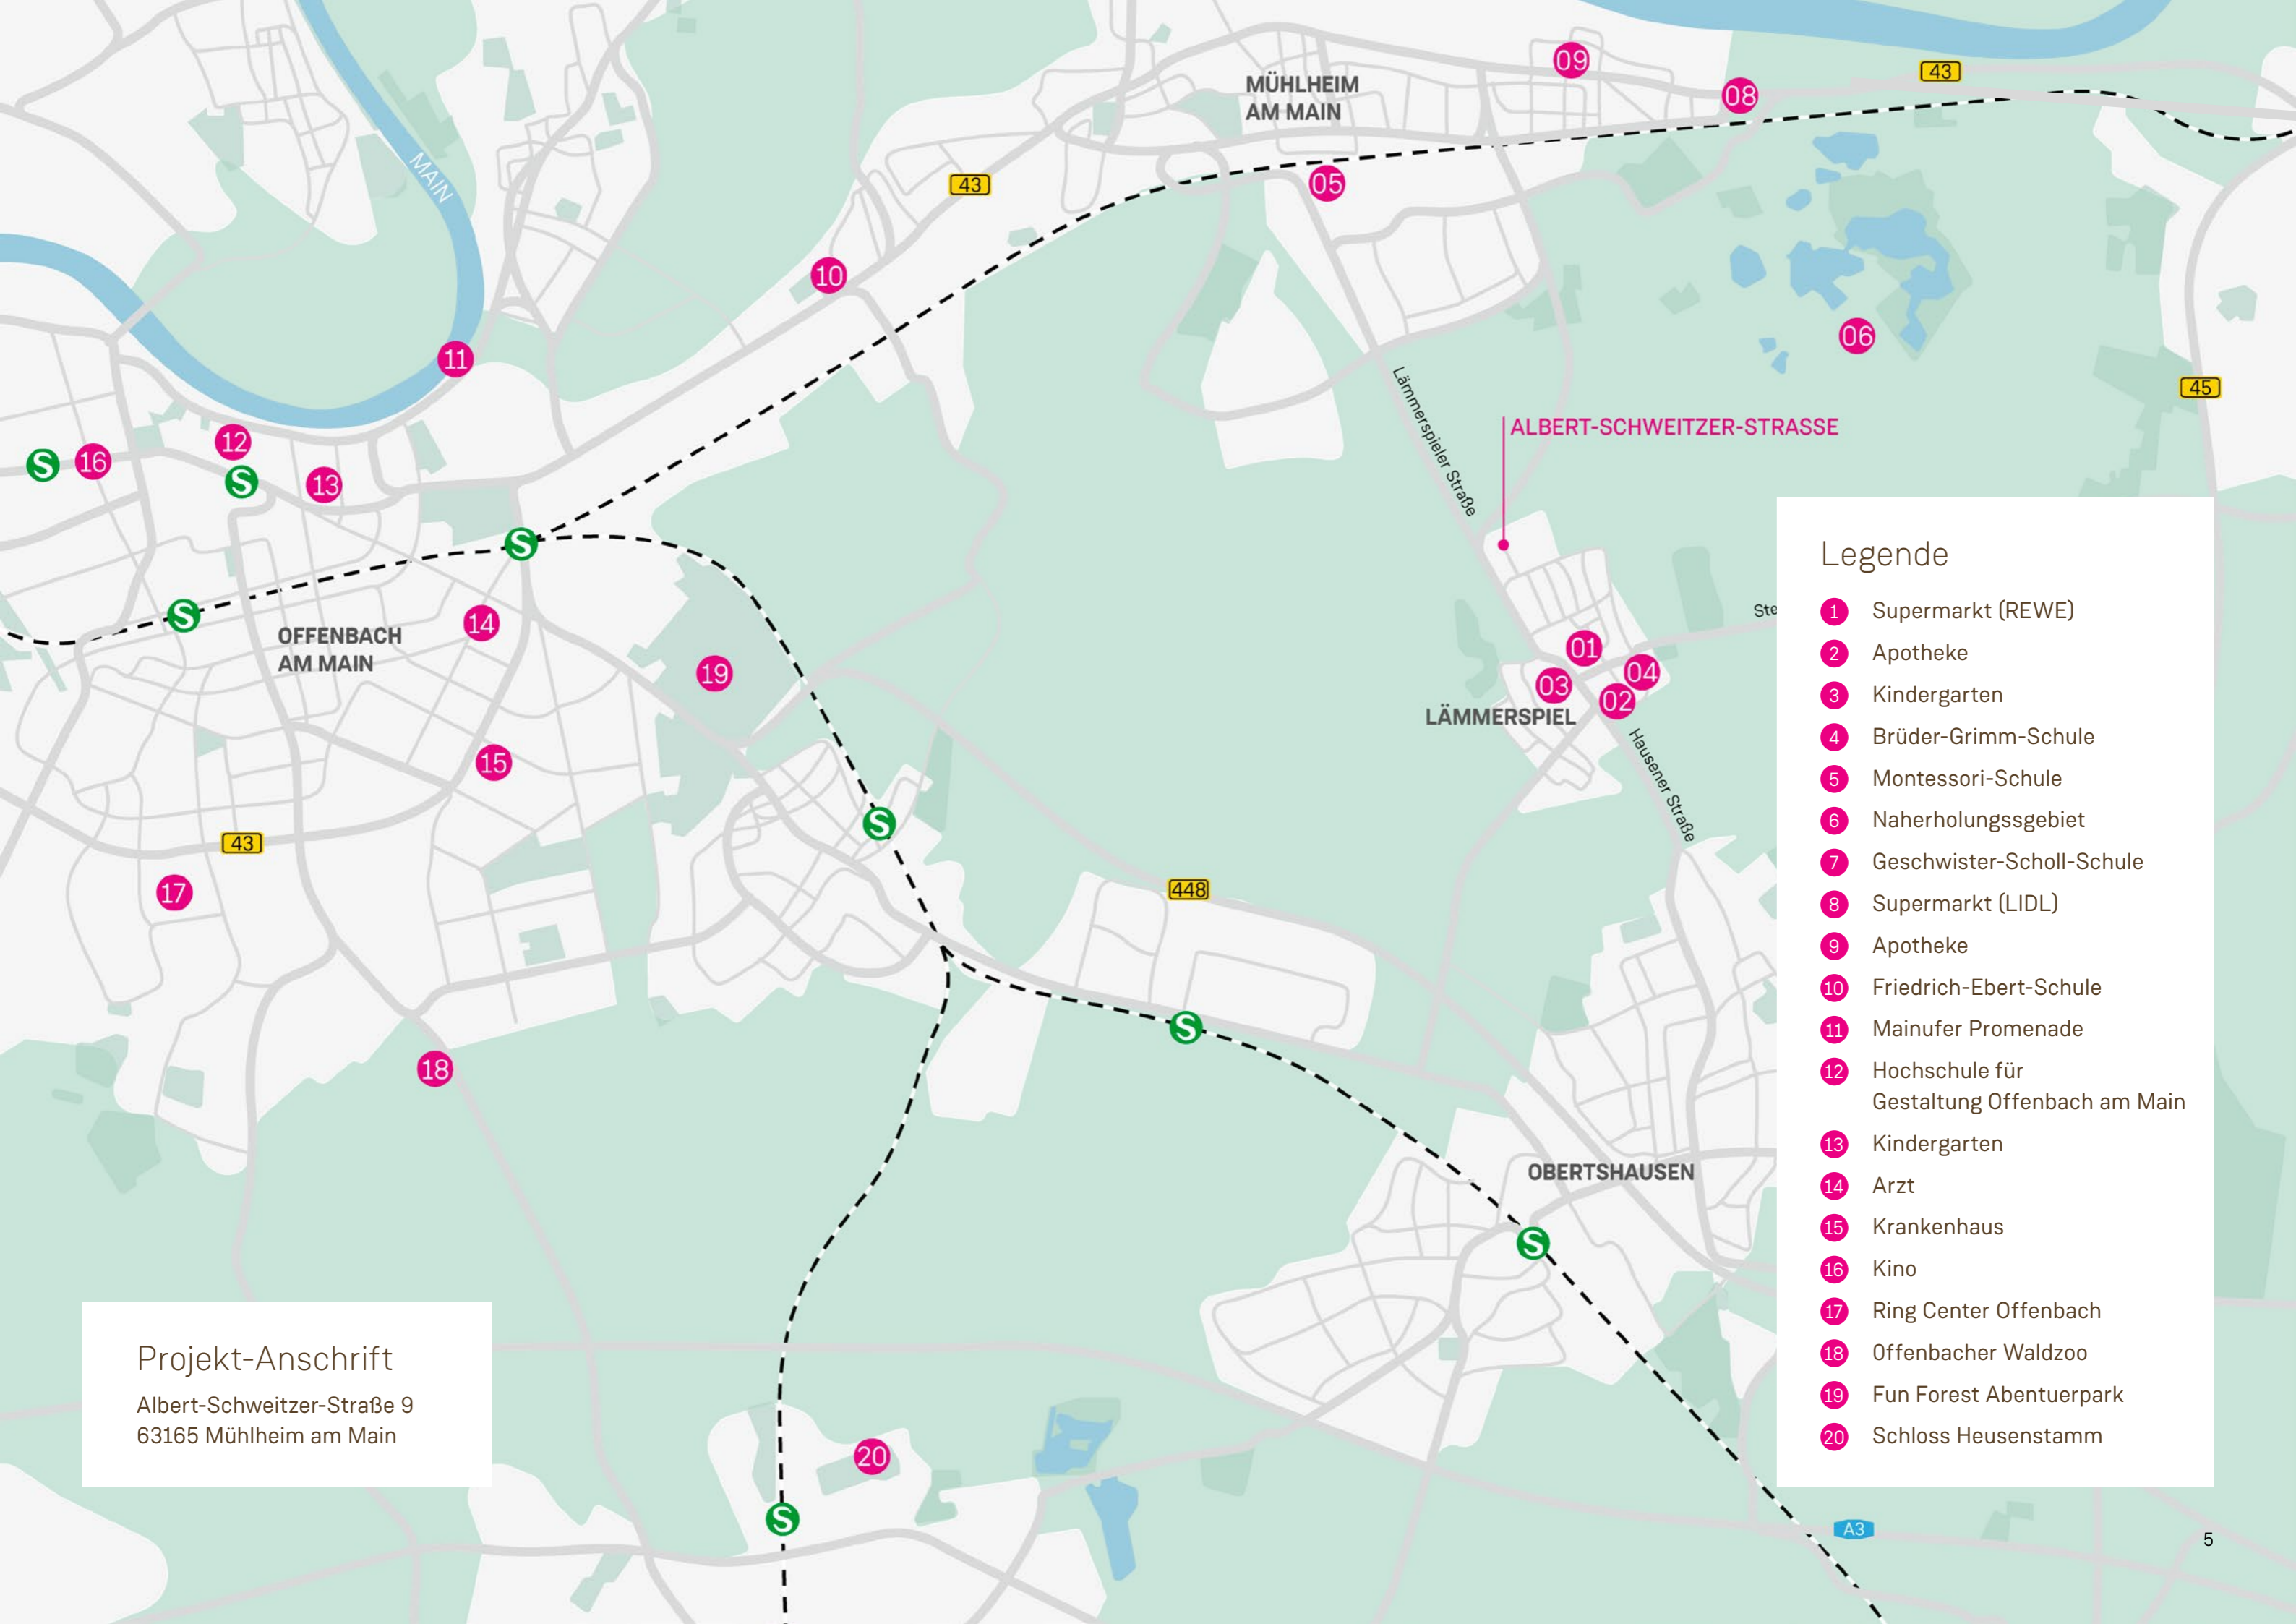 MAIN
MÜHLHEIM
AM MAIN
09
08
43
43
05
10
06
11
45
Lämmerspieler Straße
ALBERT-SCHWEITZER-STRASSE
12
S
16
S
13
S
S
14
OFFENBACH
AM MAIN
19
Ste
01
04
03
02
LÄMMERSPIEL
Hausener Straße
15
S
43
17
448
S
18
OBERTSHAUSEN
S
20
S
A3
Legende
1 Supermarkt (REWE)
2 Apotheke
3 Kindergarten
4 Brüder-Grimm-Schule
5 Montessori-Schule
6 Naherholungssgebiet
7 Geschwister-Scholl-Schule
8 Supermarkt (LIDL)
9 Apotheke
10 Friedrich-Ebert-Schule
11 Mainufer Promenade
12 Hochschule für
Gestaltung Offenbach am Main
13 Kindergarten
14 Arzt
15 Krankenhaus
16 Kino
17 Ring Center Offenbach
18 Offenbacher Waldzoo
19 Fun Forest Abentuerpark
20 Schloss Heusenstamm
Projekt-Anschrift
Albert-Schweitzer-Straße 9
63165 Mühlheim am Main
5